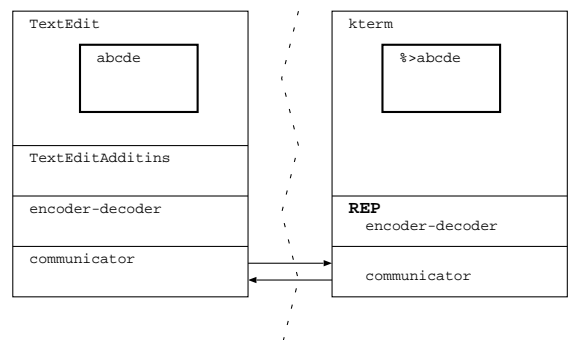 TextEdit
abcde
TextEditAdditins
encoder-decoder
communicator
kterm
%>abcde
REP
encoder-decoder
communicator